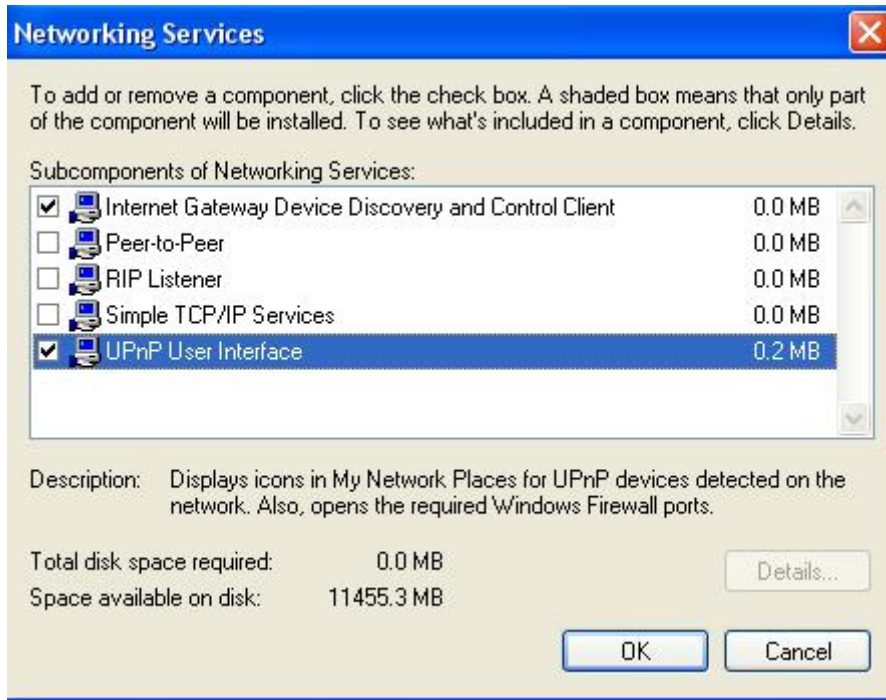 Networking Services
To add or remove a component, click the check box. A shaded box means that only part
of the component will be installed. To see what's included in a component, click Details.
Subcomponents of Networking Services:
Internet Gateway Device Discovery and Control Client 0.0 MB
Peer-to-Peer 0.0 MB
RIP Listener 0.0 MB
Simple TCP/IP Services 0.0 MB
UPnP User Interface 0.2 MB
Description: Displays icons in My Network Places for UPnP devices detected on the
network. Also, opens the required Windows Firewall ports.
Total disk space required: 0.0 MB
Details...
Space available on disk: 11455.3 MB
OK Cancel